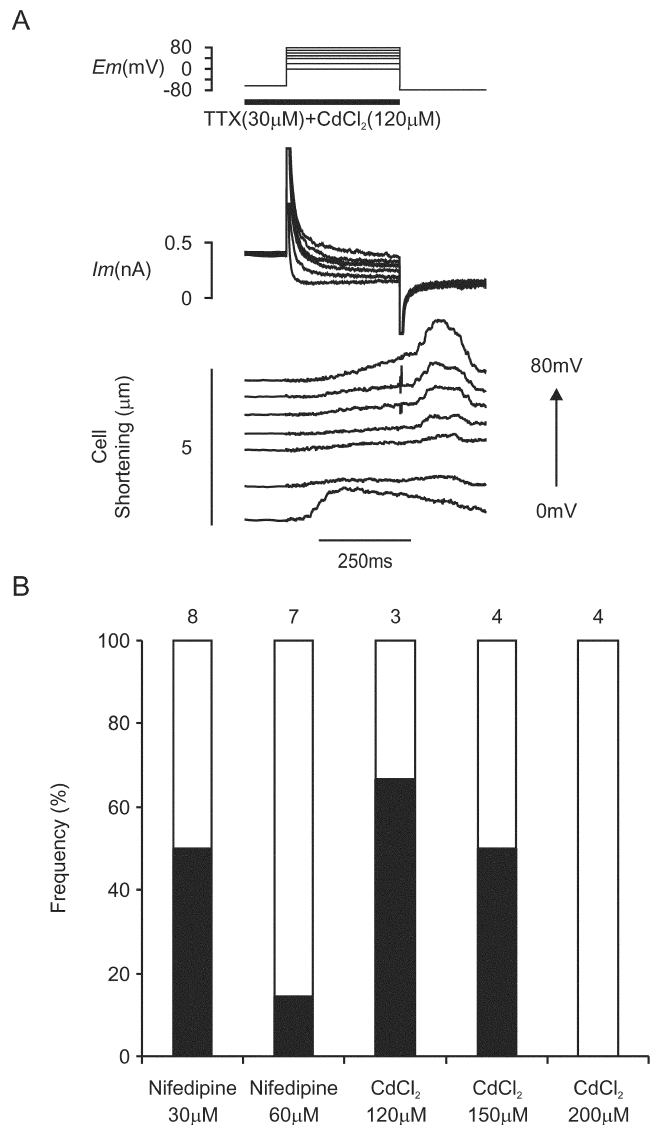 A
Em(mV)
80
0
-80
TTX(30μM)+CdCl₂(120μM)
Im(nA)
0.5
0
Cell
Shortening (μm)
5
80mV
0mV
250ms
B
8 7 3 4 4
Frequency (%)
100
80
60
40
20
0
Nifedipine 30μM
Nifedipine 60μM
CdCl₂ 120μM
CdCl₂ 150μM
CdCl₂ 200μM